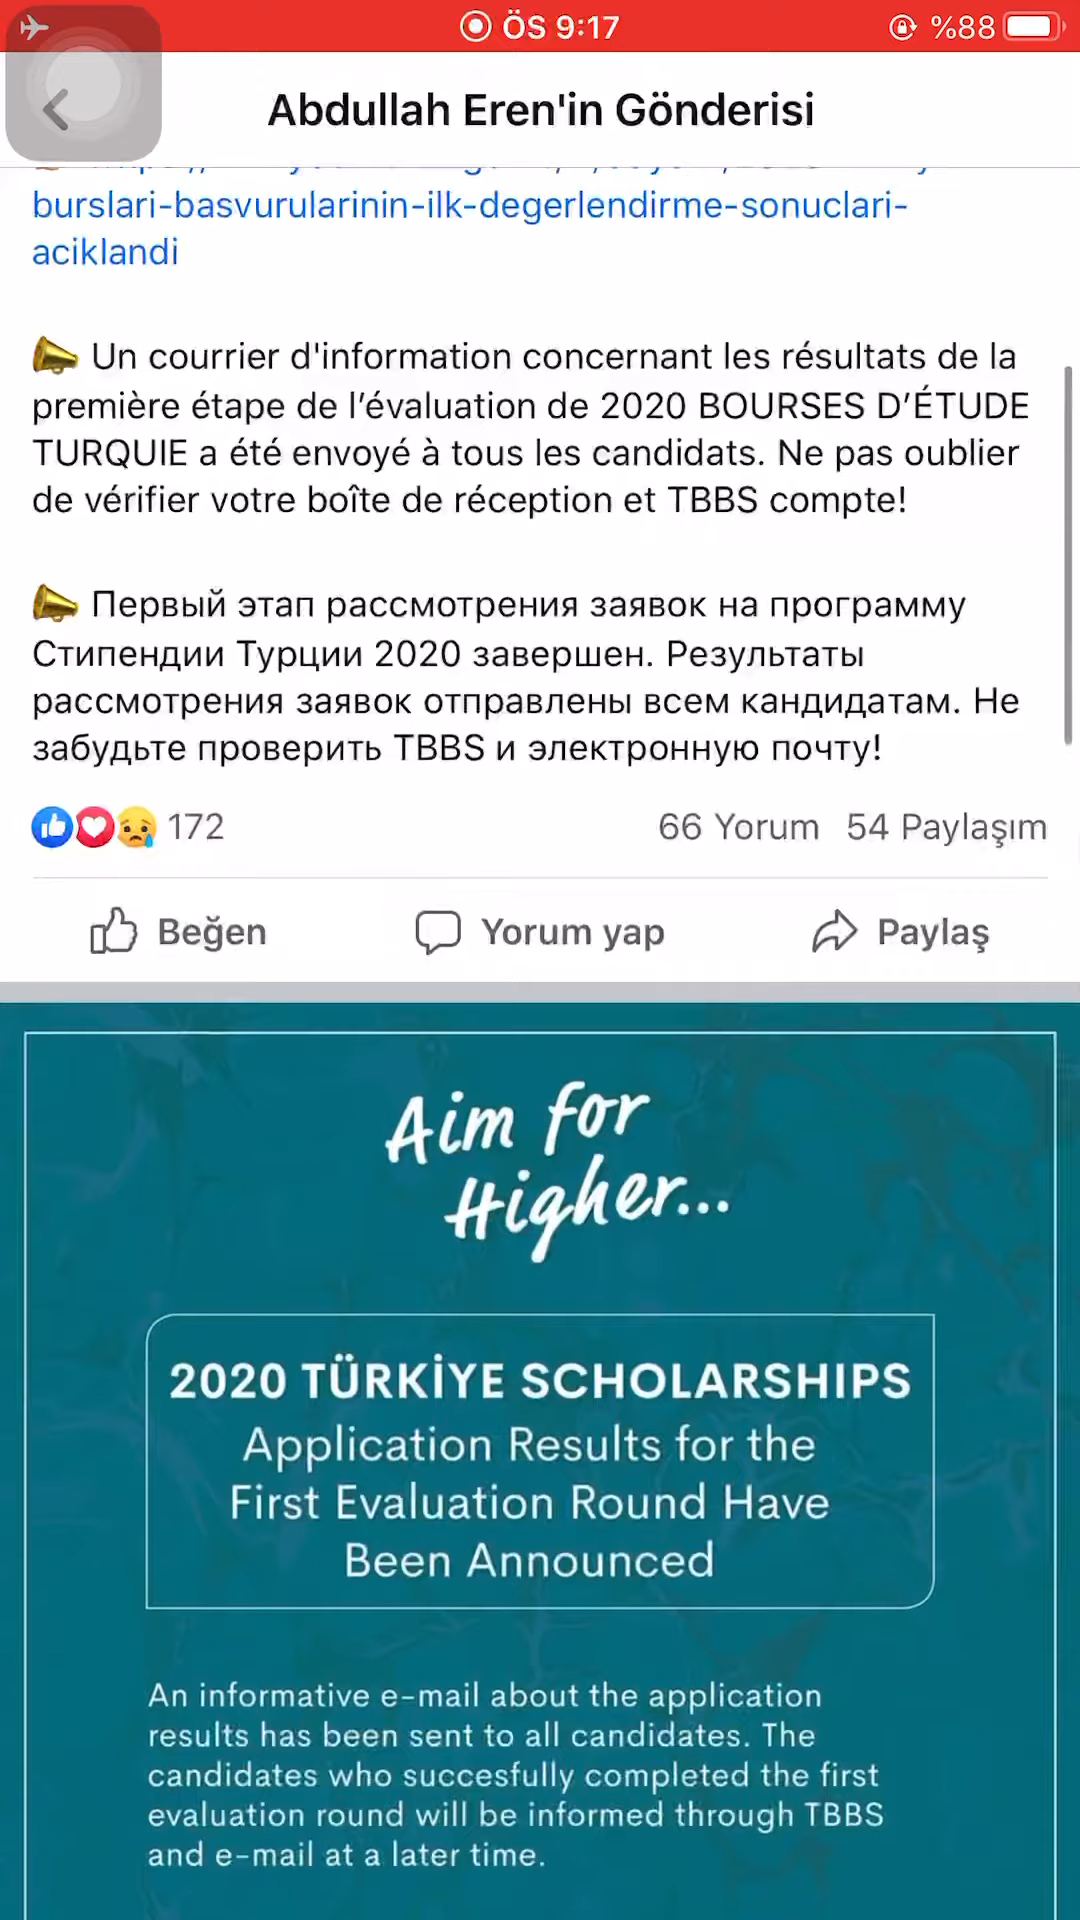 ÖS 9:17
%88
Abdullah Eren'in Gönderisi
burslari-basvurularinin-ilk-degerlendirme-sonuclari-
aciklandi
Un courrier d'information concernant les résultats de la
première étape de l’évaluation de 2020 BOURSES D’ÉTUDE
TURQUIE a été envoyé à tous les candidats. Ne pas oublier
de vérifier votre boîte de réception et TBBS compte!
Первый этап рассмотрения заявок на программу
Стипендии Турции 2020 завершен. Результаты
рассмотрения заявок отправлены всем кандидатам. Не
забудьте проверить TBBS и электронную почту!
172
66 Yorum 54 Paylaşım
Beğen
Yorum yap
Paylaş
Aim for
Higher...
2020 TÜRKİYE SCHOLARSHIPS
Application Results for the
First Evaluation Round Have
Been Announced
An informative e-mail about the application
results has been sent to all candidates. The
candidates who succesfully completed the first
evaluation round will be informed through TBBS
and e-mail at a later time.